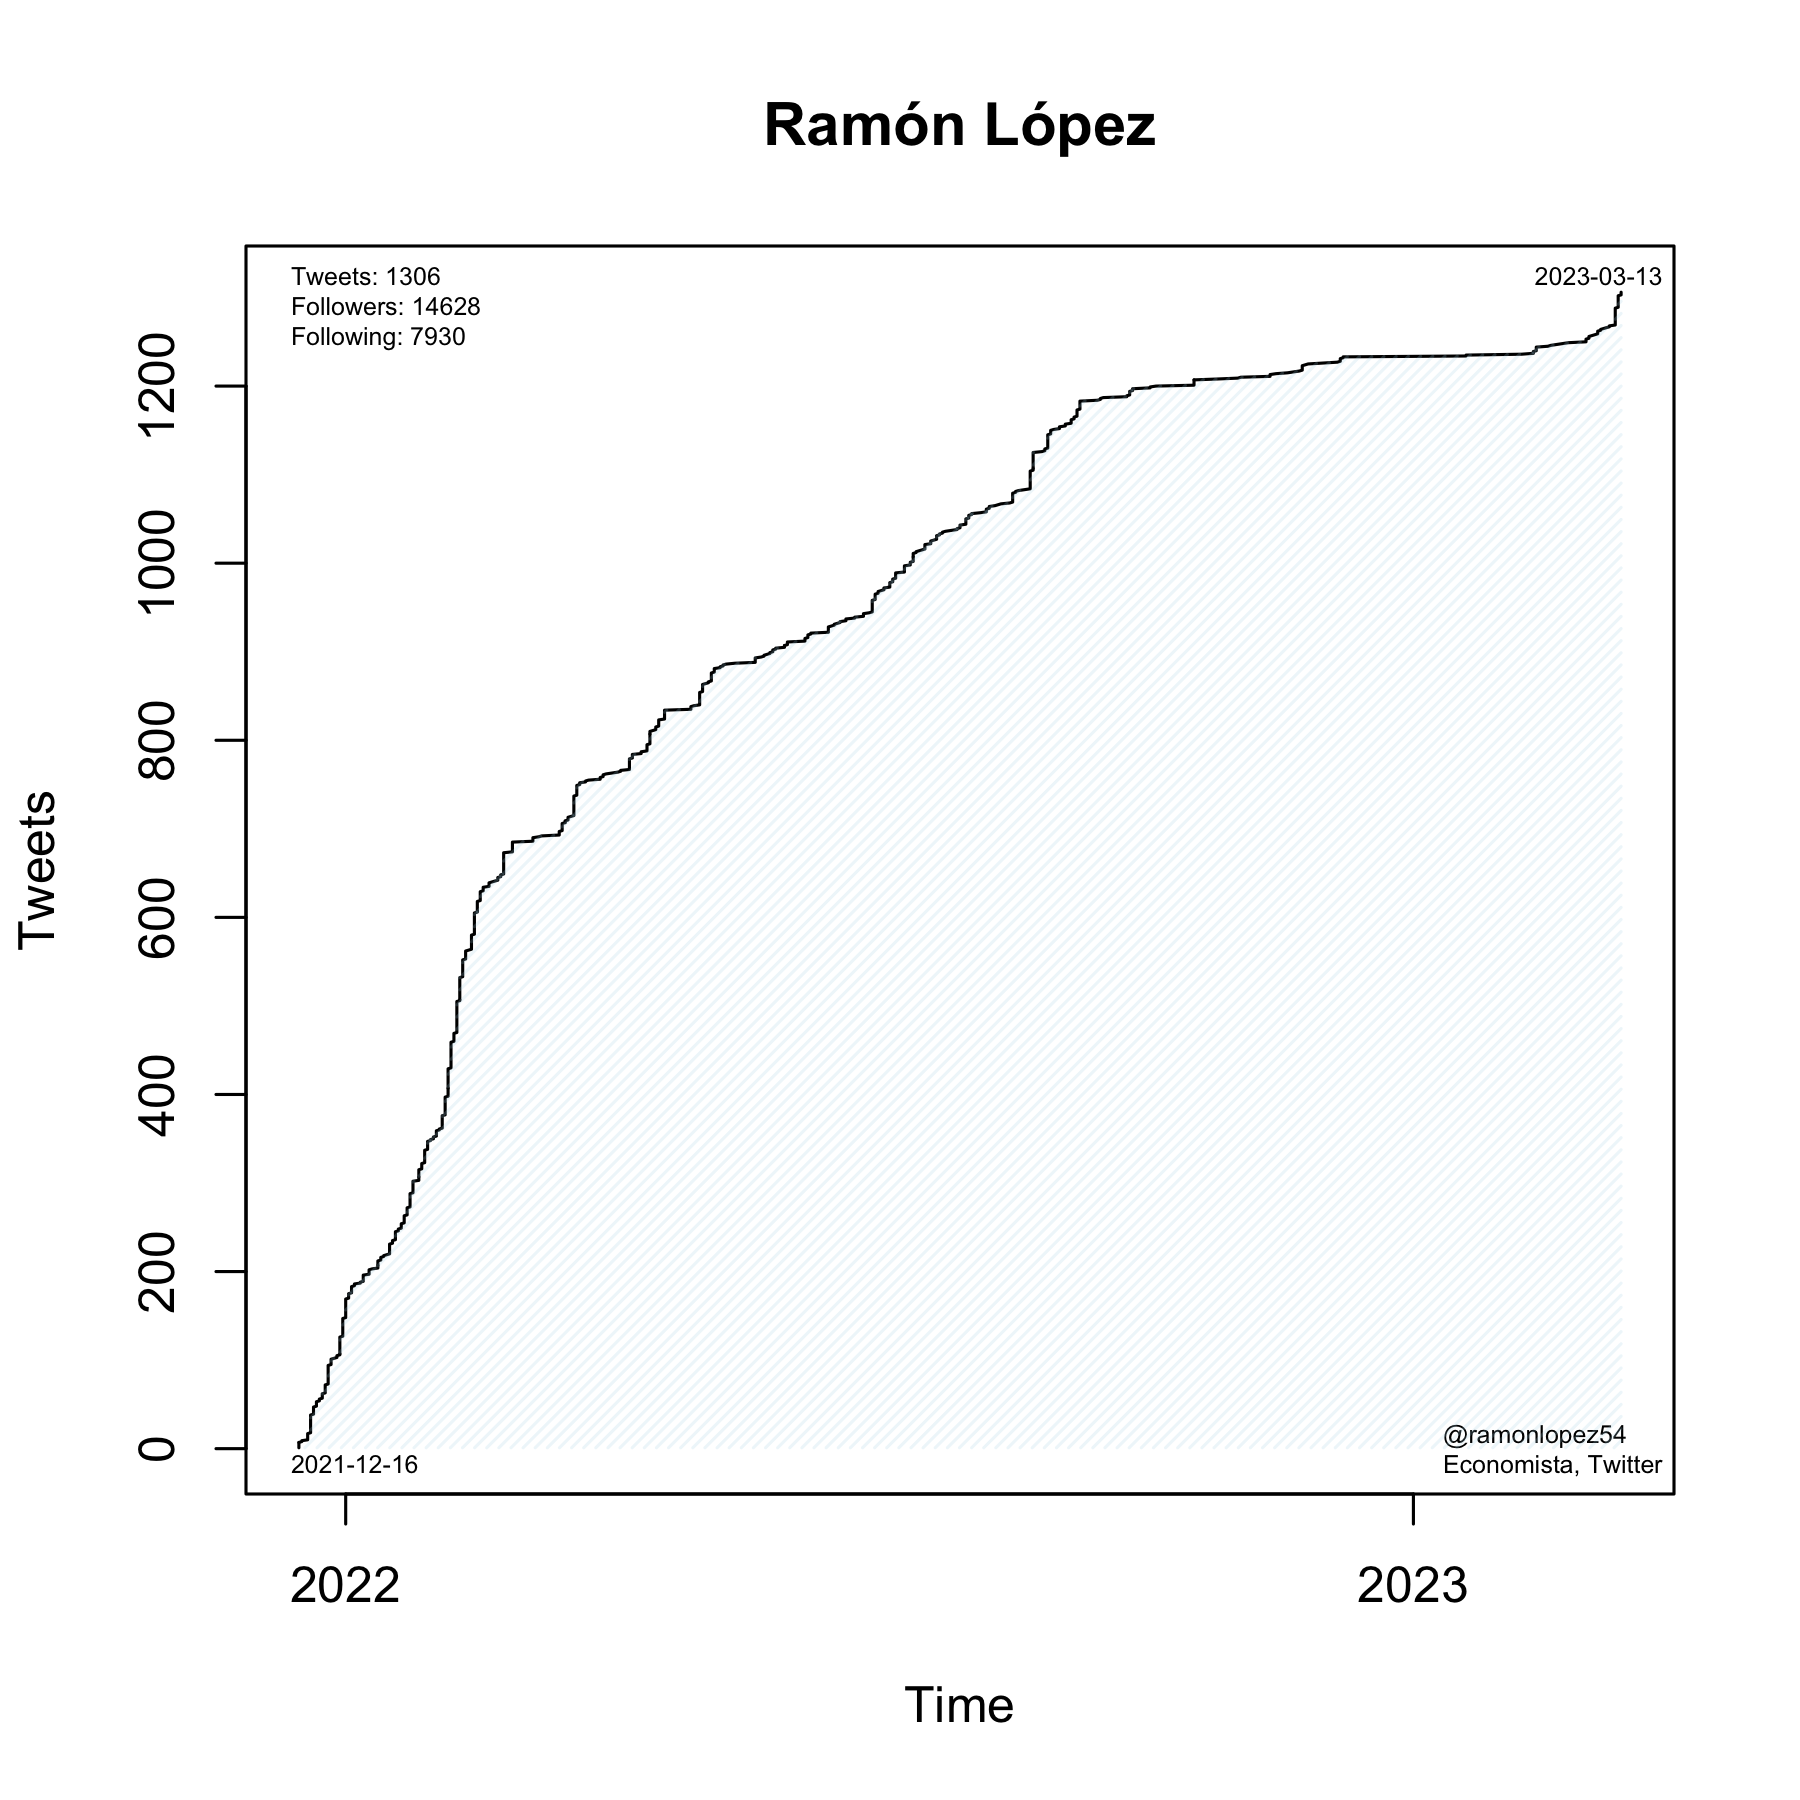 Ramón López
Tweets: 1306
Followers: 14628
Following: 7930
2023-03-13
1200
1000
800
600
400
200
0
Tweets
@ramonlopez54
Economista, Twitter
2021-12-16
2022
2023
Time